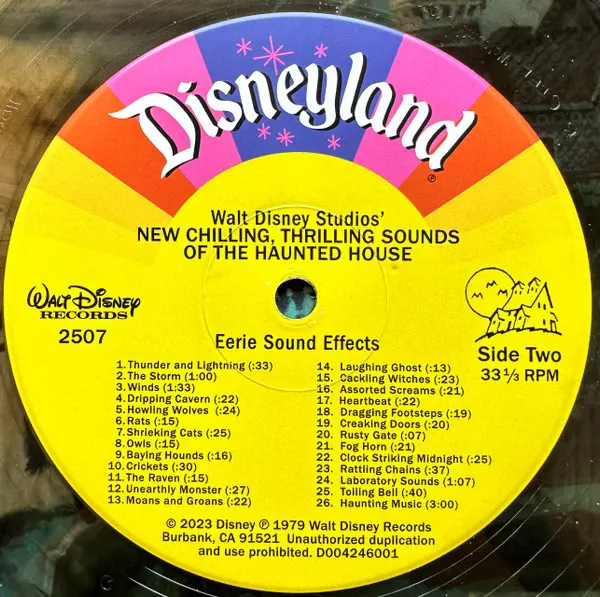 Disneyland
®
Walt Disney Studios'
NEW CHILLING, THRILLING SOUNDS
OF THE HAUNTED HOUSE
WALT DISNEY
RECORDS
2507
Eerie Sound Effects
Side Two
33 1/3 RPM
1. Thunder and Lightning (:33)
2. The Storm (1:00)
3. Winds (1:33)
4. Dripping Cavern (:22)
5. Howling Wolves (:24)
6. Rats (:15)
7. Shrieking Cats (:25)
8. Owls (:15)
9. Baying Hounds (:16)
10. Crickets (:30)
11. The Raven (:15)
12. Unearthly Monster (:27)
13. Moans and Groans (:22)
14. Laughing Ghost (:13)
15. Cackling Witches (:23)
16. Assorted Screams (:21)
17. Heartbeat (:22)
18. Dragging Footsteps (:19)
19. Creaking Doors (:20)
20. Rusty Gate (:07)
21. Fog Horn (:21)
22. Clock Striking Midnight (:25)
23. Rattling Chains (:37)
24. Laboratory Sounds (1:07)
25. Tolling Bell (:40)
26. Haunting Music (3:00)
© 2023 Disney ℗ 1979 Walt Disney Records
Burbank, CA 91521 Unauthorized duplication
and use prohibited. D004246001